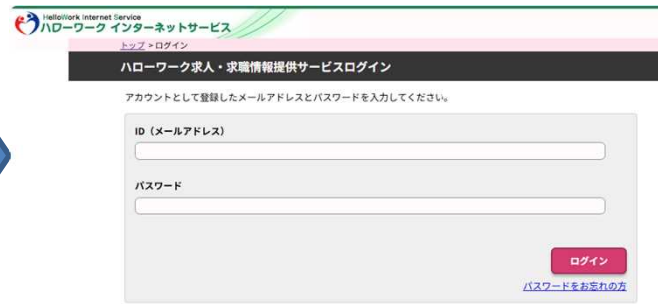 HelloWork Internet Service
ハローワーク インターネットサービス
トップ > ログイン
ハローワーク求人・求職情報提供サービスログイン
アカウントとして登録したメールアドレスとパスワードを入力してください。
ID（メールアドレス）
パスワード
ログイン
パスワードをお忘れの方